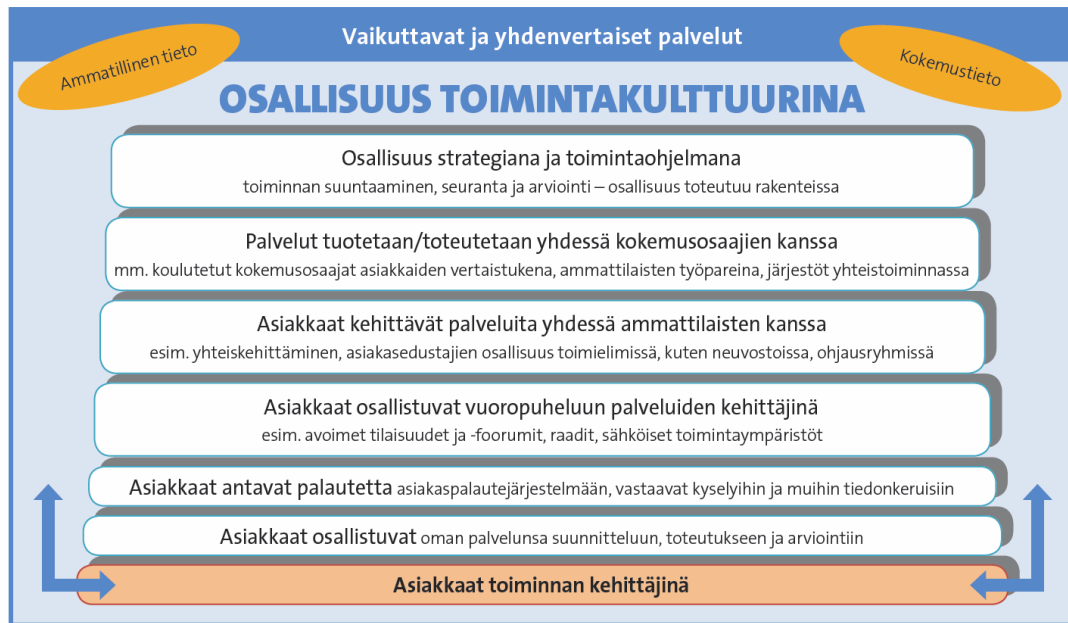 Vaikuttavat ja yhdenvertaiset palvelut
Ammatillinen tieto
Kokemustieto
OSALLISUUS TOIMINTAKULTTUURINA
Osallisuus strategiana ja toimintaohjelmana
toiminnan suuntaaminen, seuranta ja arviointi – osallisuus toteutuu rakenteissa
Palvelut tuotetaan/toteutetaan yhdessä kokemusosaajien kanssa
mm. koulutetut kokemusosaajat asiakkaiden vertaistukena, ammattilaisten työpareina, järjestöt yhteistoiminnassa
Asiakkaat kehittävät palveluita yhdessä ammattilaisten kanssa
esim. yhteiskehittäminen, asiakasedustajien osallisuus toimielimissä, kuten neuvostoissa, ohjausryhmissä
Asiakkaat osallistuvat vuoropuheluun palveluiden kehittäjinä
esim. avoimet tilaisuudet ja -foorumit, raadit, sähköiset toimintaympäristöt
Asiakkaat antavat palautetta asiakaspalautejärjestelmään, vastaavat kyselyihin ja muihin tiedonkeruisiin
Asiakkaat osallistuvat oman palvelunsa suunnitteluun, toteutukseen ja arviointiin
Asiakkaat toiminnan kehittäjinä